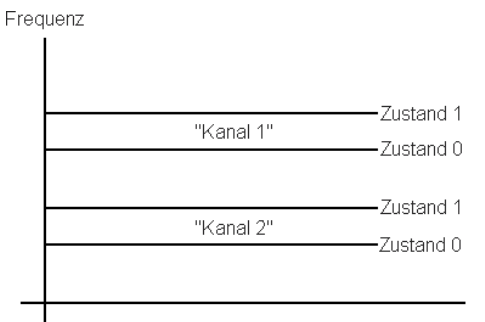 Frequenz
Zustand 1
"Kanal 1"
Zustand 0
Zustand 1
"Kanal 2"
Zustand 0